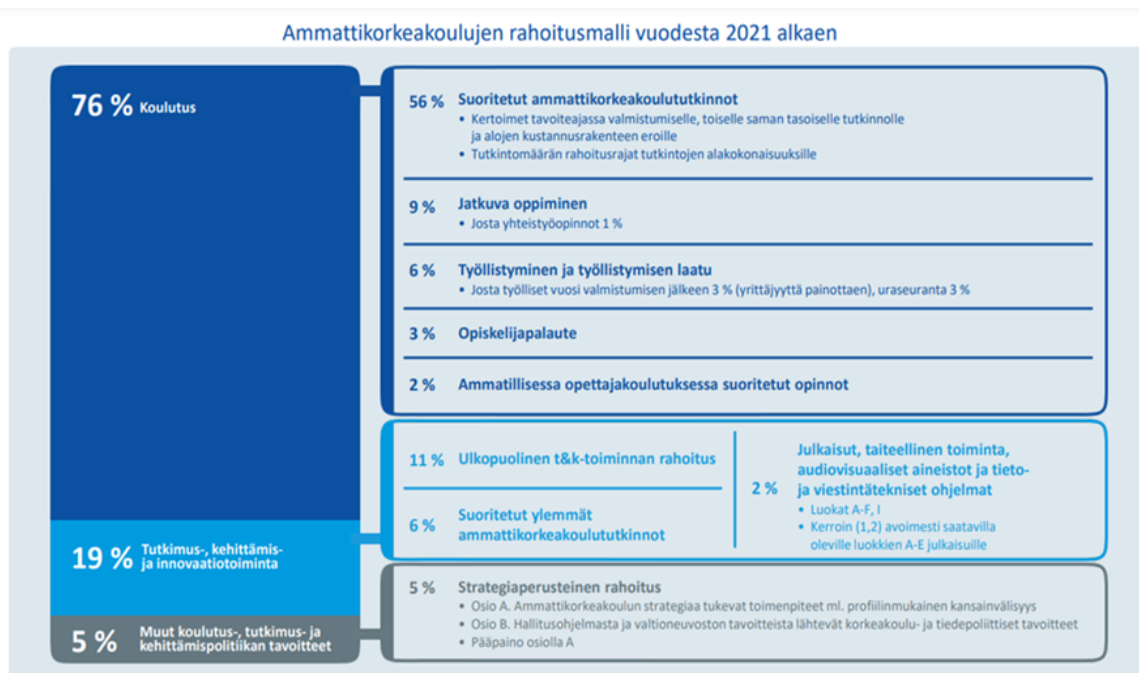 Ammattikorkeakoulujen rahoitusmalli vuodesta 2021 alkaen
76 % Koulutus
56 % Suoritetut ammattikorkeakoulututkinnot
• Kertoimet tavoiteajassa valmistumiselle, toiselle saman tasoiselle tutkinnolle
ja alojen kustannusrakenteen eroille
• Tutkintomäärän rahoitusrajat tutkintojen alakokonaisuuksille
9 % Jatkuva oppiminen
• Josta yhteistyöopinnot 1 %
6 % Työllistyminen ja työllistymisen laatu
• Josta työlliset vuosi valmistumisen jälkeen 3 % (yrittäjyyttä painottaen), uraseuranta 3 %
3 % Opiskelijapalaute
2 % Ammatillisessa opettajakoulutuksessa suoritetut opinnot
19 % Tutkimus-, kehittämis-
ja innovaatiotoiminta
11 % Ulkopuolinen t&k-toiminnan rahoitus
6 % Suoritetut ylemmät
ammattikorkeakoulututkinnot
2 % Julkaisut, taiteellinen toiminta,
audiovisuaaliset aineistot ja tieto-
ja viestintätekniset ohjelmat
• Luokat A-F, I
• Kerroin (1,2) avoimesti saatavilla
oleville luokkien A-E julkaisuille
5 % Muut koulutus-, tutkimus- ja
kehittämispolitiikan tavoitteet
5 % Strategiaperusteinen rahoitus
• Osio A. Ammattikorkeakoulun strategiaa tukevat toimenpiteet ml. profiilinmukainen kansainvälisyys
• Osio B. Hallitusohjelmasta ja valtioneuvoston tavoitteista lähtevät korkeakoulu- ja tiedepoliittiset tavoitteet
• Pääpaino osiolla A